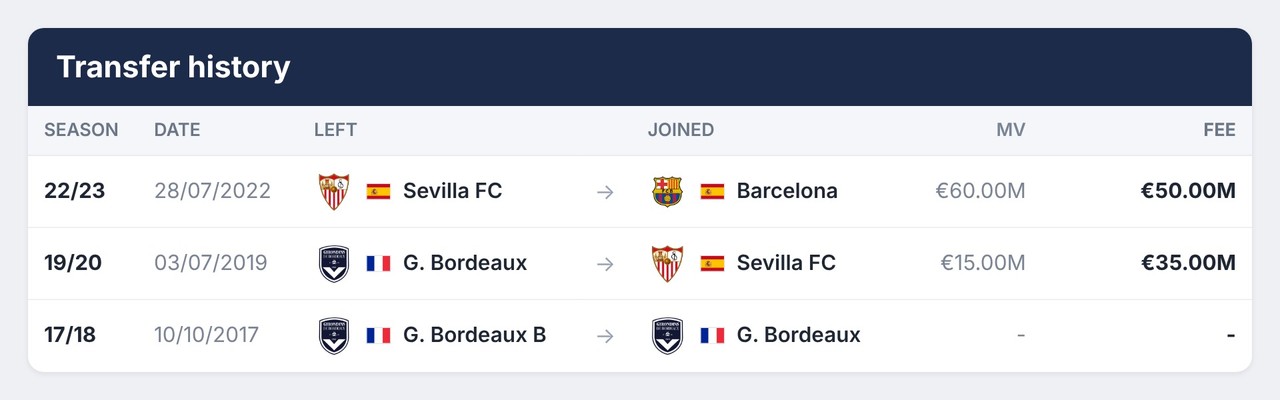 Transfer history
SEASON DATE LEFT JOINED MV FEE
22/23 28/07/2022 Sevilla FC → Barcelona €60.00M €50.00M
19/20 03/07/2019 G. Bordeaux → Sevilla FC €15.00M €35.00M
17/18 10/10/2017 G. Bordeaux B → G. Bordeaux - -